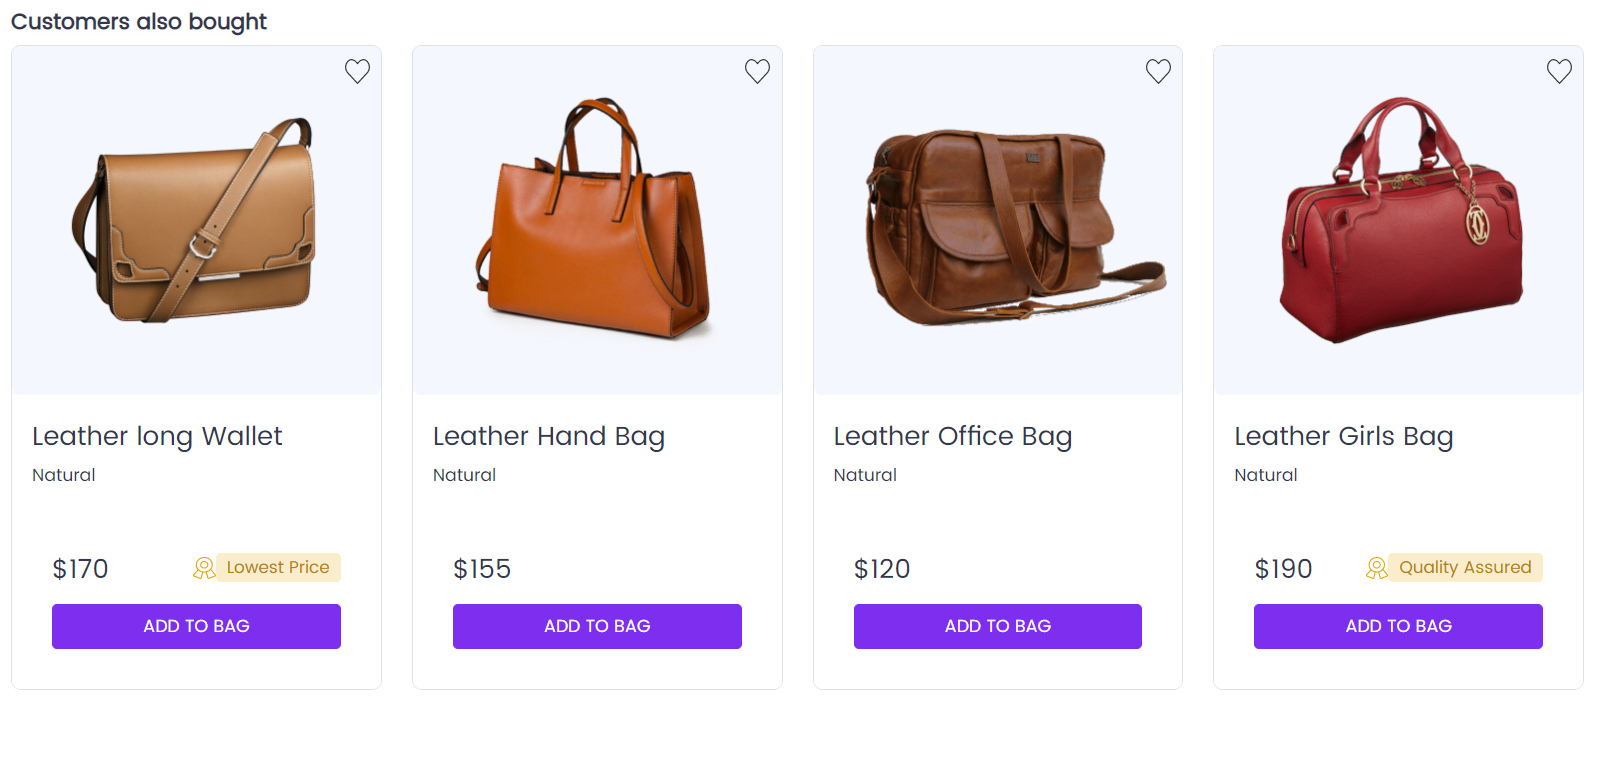 Customers also bought
Leather long Wallet
Natural
$170
Lowest Price
ADD TO BAG
Leather Hand Bag
Natural
$155
ADD TO BAG
Leather Office Bag
Natural
$120
ADD TO BAG
Leather Girls Bag
Natural
$190
Quality Assured
ADD TO BAG